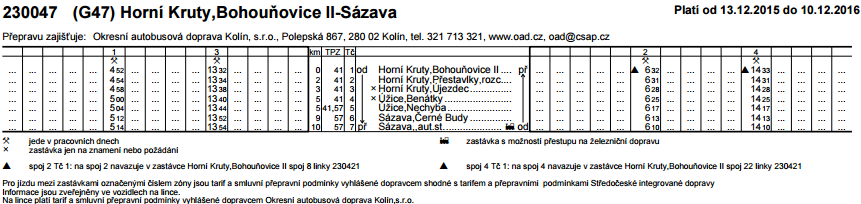 230047 (G47) Horní Kruty,Bohouňovice II-Sázava Platí od 13.12.2015 do 10.12.2016
Přepravu zajišťuje: Okresní autobusová doprava Kolín, s.r.o., Polepská 867, 280 02 Kolín, tel. 321 713 321, www.oad.cz, oad@csap.cz
1 3 km TPZ Tč 2 4
⚒ ⚒ ⚒ ⚒
4 52 13 32 0 41 1 od Horní Kruty,Bohouňovice II .... př ▲ 6 32 ▲ 14 33
4 54 13 34 2 41 2 Horní Kruty,Přestavlky,rozc. 6 31 14 31
4 58 13 38 3 41 3 × Horní Kruty,Újezdec 6 28 14 28
5 00 13 40 5 41 4 × Úžice,Benátky 6 25 14 25
5 04 13 44 5 41,57 5 Úžice,Nechyba 6 17 14 17
5 12 13 52 9 57 6 Sázava,Černé Budy 6 13 14 13
5 14 13 54 10 57 7 př Sázava,,aut.st. od 6 10 14 10
⚒ jede v pracovních dnech zastávka s možností přestupu na železniční dopravu
× zastávka jen na znamení nebo požádání
▲ spoj 2 Tč 1: na spoj 2 navazuje v zastávce Horní Kruty,Bohouňovice II spoj 8 linky 230421 ▲ spoj 4 Tč 1: na spoj 4 navazuje v zastávce Horní Kruty,Bohouňovice II spoj 22 linky 230421
Pro jízdu mezi zastávkami označenými číslem zóny jsou tarif a smluvní přepravní podmínky vyhlášené dopravcem shodné s tarifem a přepravními podmínkami Středočeské integrované dopravy
Informace jsou zveřejněny ve vozidlech na lince.
Na lince platí tarif a smluvní přepravní podmínky vyhlášené dopravcem Okresní autobusová doprava Kolín,s.r.o.